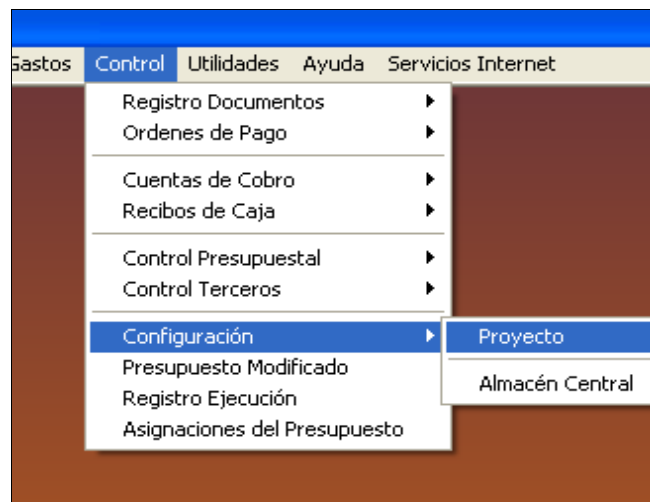 Gastos Control Utilidades Ayuda Servicios Internet
Registro Documentos
Ordenes de Pago
Cuentas de Cobro
Recibos de Caja
Control Presupuestal
Control Terceros
Configuración
Proyecto
Presupuesto Modificado
Almacén Central
Registro Ejecución
Asignaciones del Presupuesto